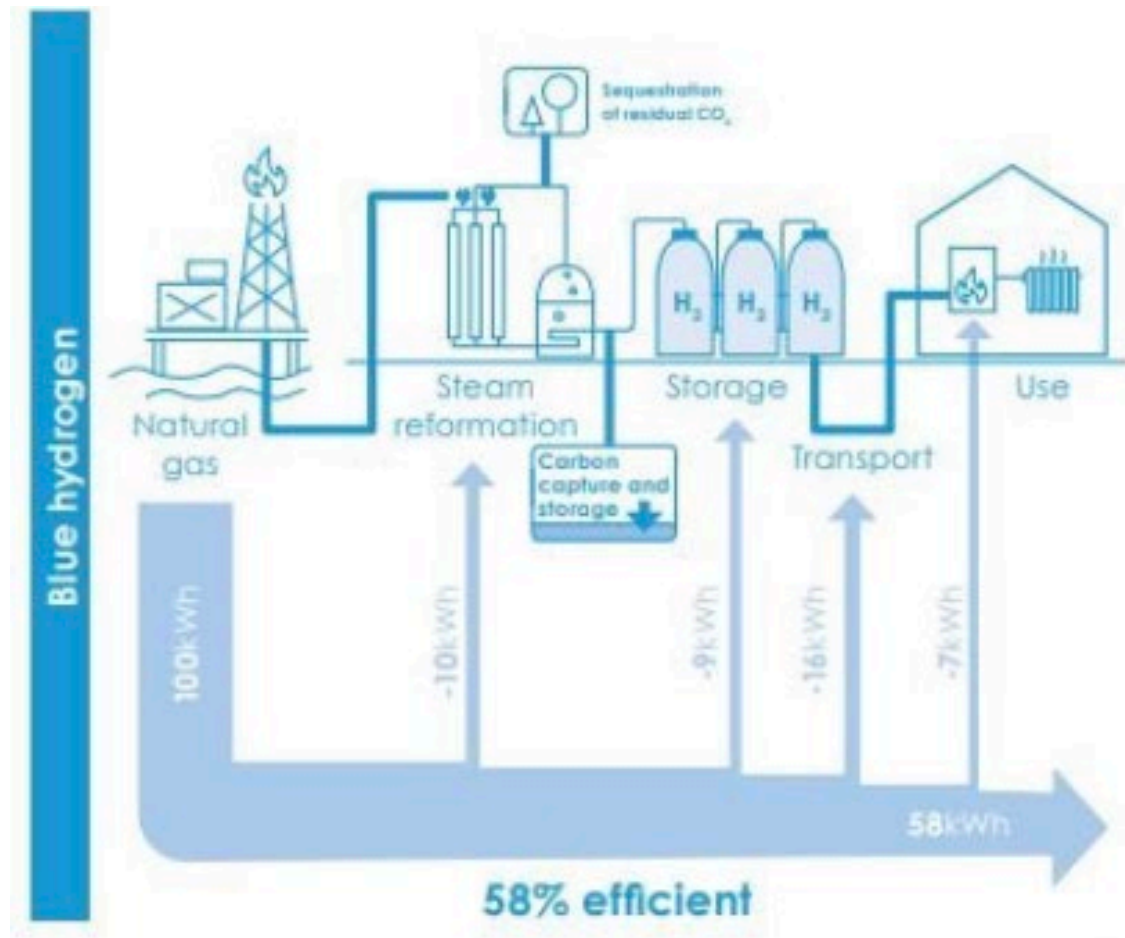 Blue hydrogen
Sequestration
of residual CO₂
H₂ H₂ H₂
Natural
gas
Steam
reformation
Carbon
capture and
storage
Storage
Transport
Use
100kWh
-10kWh
-9kWh
-16kWh
-7kWh
58kWh
58% efficient